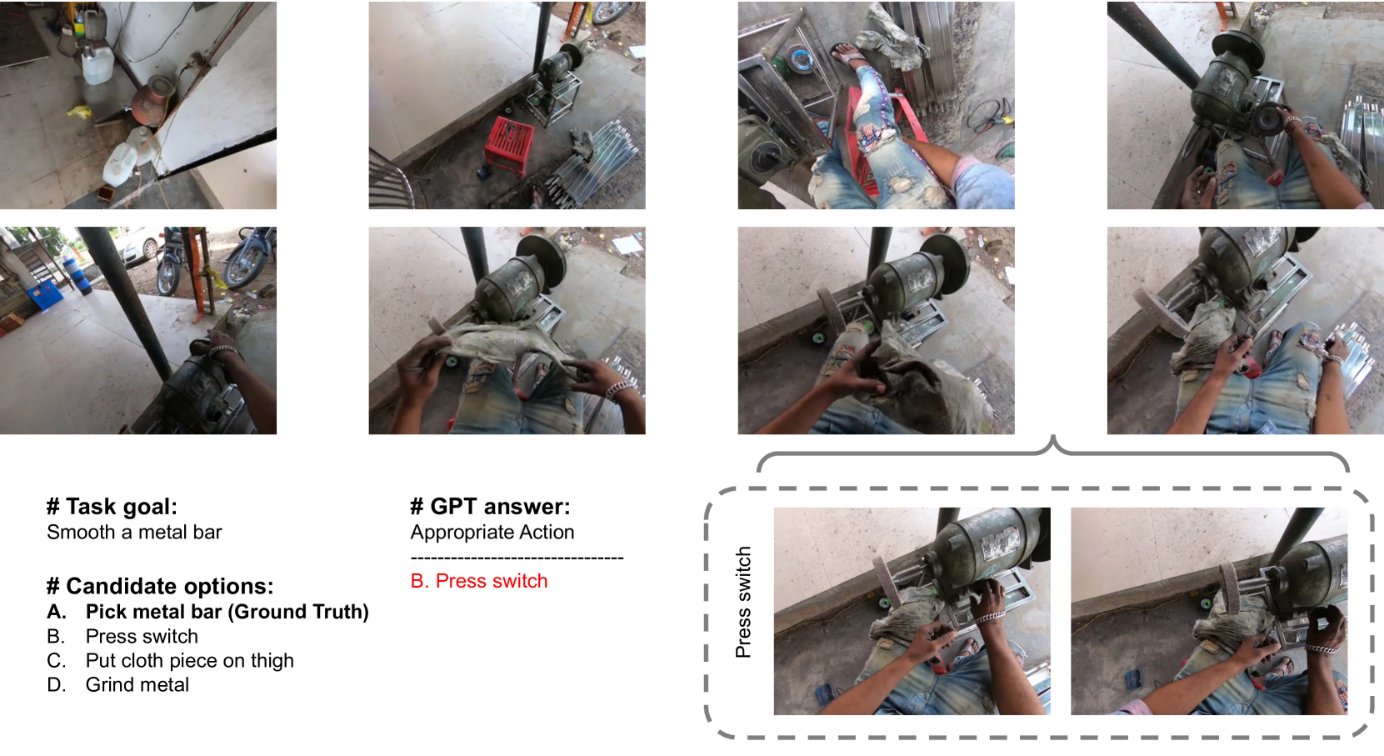 # Task goal:
Smooth a metal bar
# Candidate options:
A. Pick metal bar (Ground Truth)
B. Press switch
C. Put cloth piece on thigh
D. Grind metal
# GPT answer:
Appropriate Action
--------------------------------
B. Press switch
Press switch